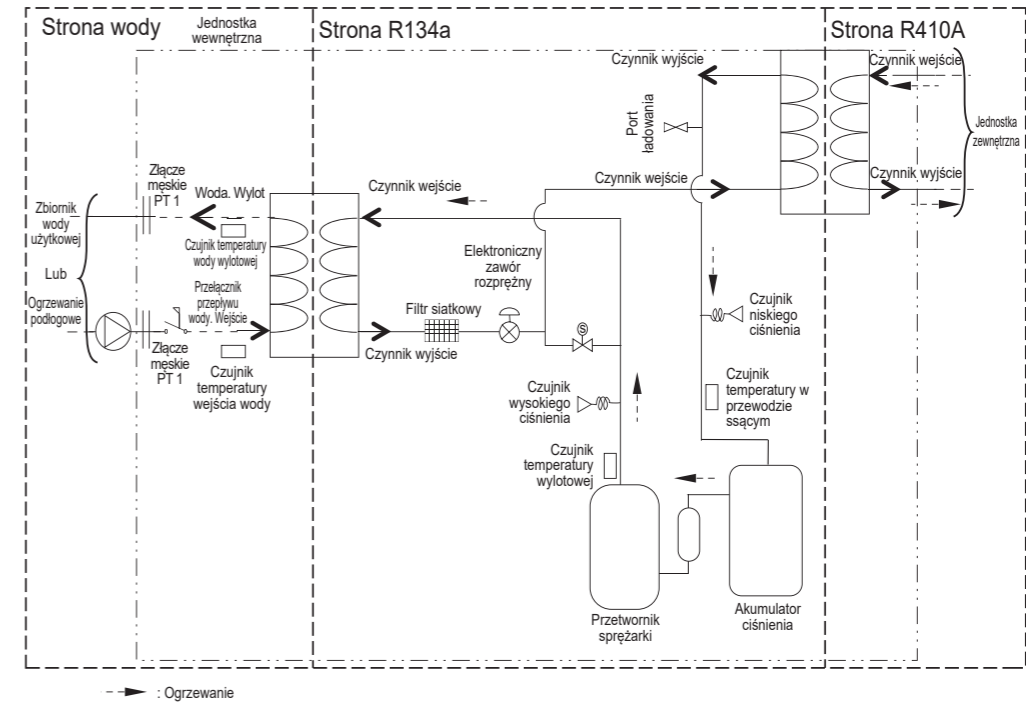 Strona wody
Jednostka
wewnętrzna
Strona R134a
Strona R410A
Czynnik wyjście
Czynnik wejście
Port
ładowania
Jednostka
zewnętrzna
Złącze
męskie
PT 1
Woda. Wylot
Czynnik wejście
Czynnik wejście
Czynnik wyjście
Zbiornik
wody
użytkowej
Czujnik temperatury
wody wylotowej
Elektroniczny
zawór
rozprężny
Lub
Przełącznik
przepływu
wody. Wejście
Ogrzewanie
podłogowe
Filtr siatkowy
S
Czujnik
niskiego
ciśnienia
Złącze
męskie
PT 1
Czynnik wyjście
Czujnik
temperatury
wejścia wody
Czujnik
wysokiego
ciśnienia
Czujnik
temperatury w
przewodzie
ssącym
Czujnik
temperatury
wylotowej
Przetwornik
sprężarki
Akumulator
ciśnienia
: Ogrzewanie